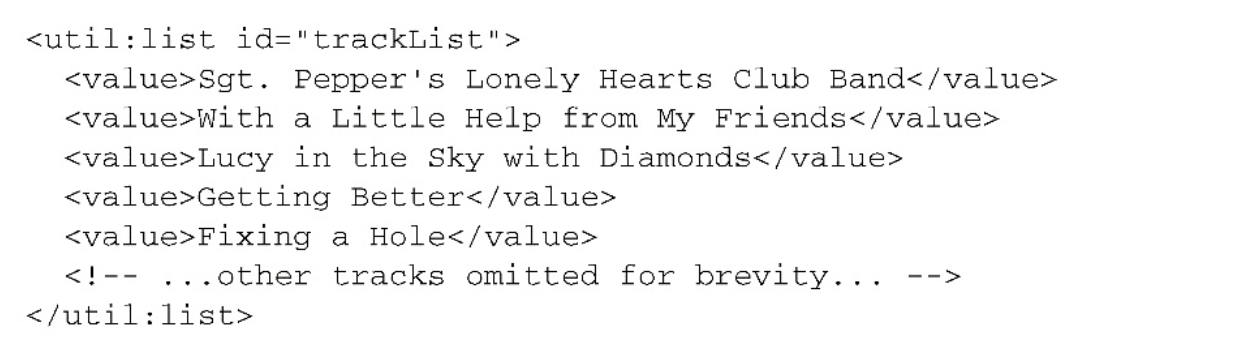 <util:list id="trackList">
  <value>Sgt. Pepper's Lonely Hearts Club Band</value>
  <value>With a Little Help from My Friends</value>
  <value>Lucy in the Sky with Diamonds</value>
  <value>Getting Better</value>
  <value>Fixing a Hole</value>
  <!-- ...other tracks omitted for brevity... -->
</util:list>